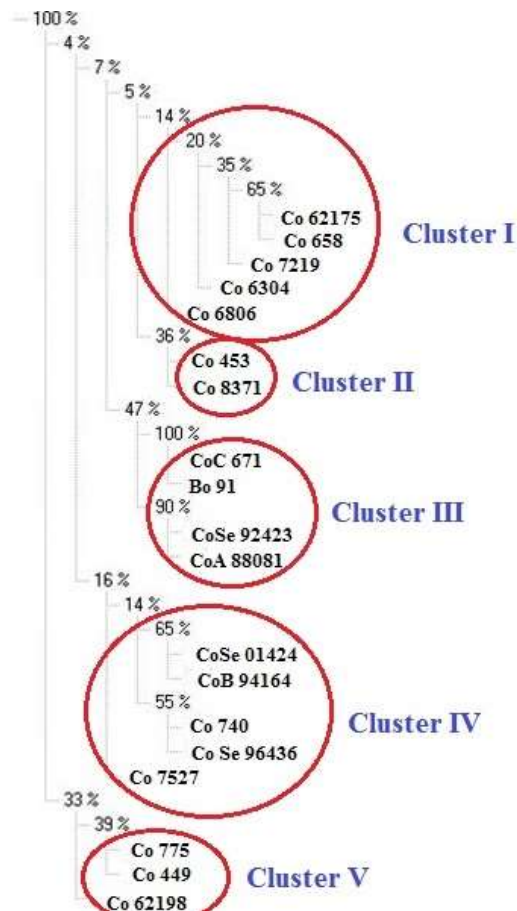 100 %
4 %
7 %
5 %
14 %
20 %
35 %
65 %
Co 62175
Co 658
Cluster I
Co 7219
Co 6304
Co 6806
36 %
Co 453
Co 8371
Cluster II
47 %
100 %
CoC 671
Bo 91
90 %
Cluster III
CoSe 92423
CoA 88081
16 %
14 %
65 %
CoSe 01424
CoB 94164
55 %
Co 740
Cluster IV
Co Se 96436
Co 7527
33 %
39 %
Co 775
Co 449
Cluster V
Co 62198